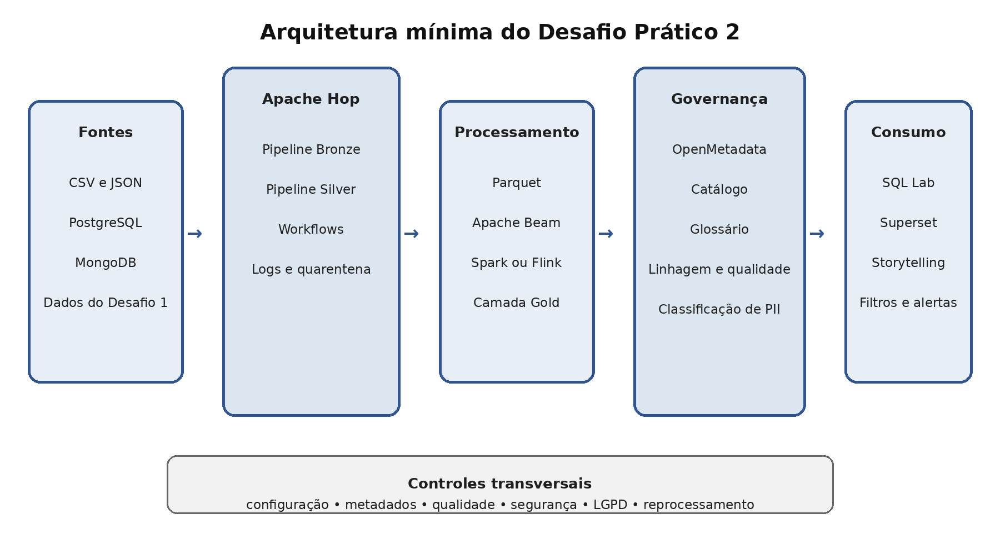 Arquitetura mínima do Desafio Prático 2
Fontes
CSV e JSON
PostgreSQL
MongoDB
Dados do Desafio 1
→
Apache Hop
Pipeline Bronze
Pipeline Silver
Workflows
Logs e quarentena
→
Processamento
Parquet
Apache Beam
Spark ou Flink
Camada Gold
→
Governança
OpenMetadata
Catálogo
Glossário
Linhagem e qualidade
Classificação de PII
→
Consumo
SQL Lab
Superset
Storytelling
Filtros e alertas
Controles transversais
configuração • metadados • qualidade • segurança • LGPD • reprocessamento